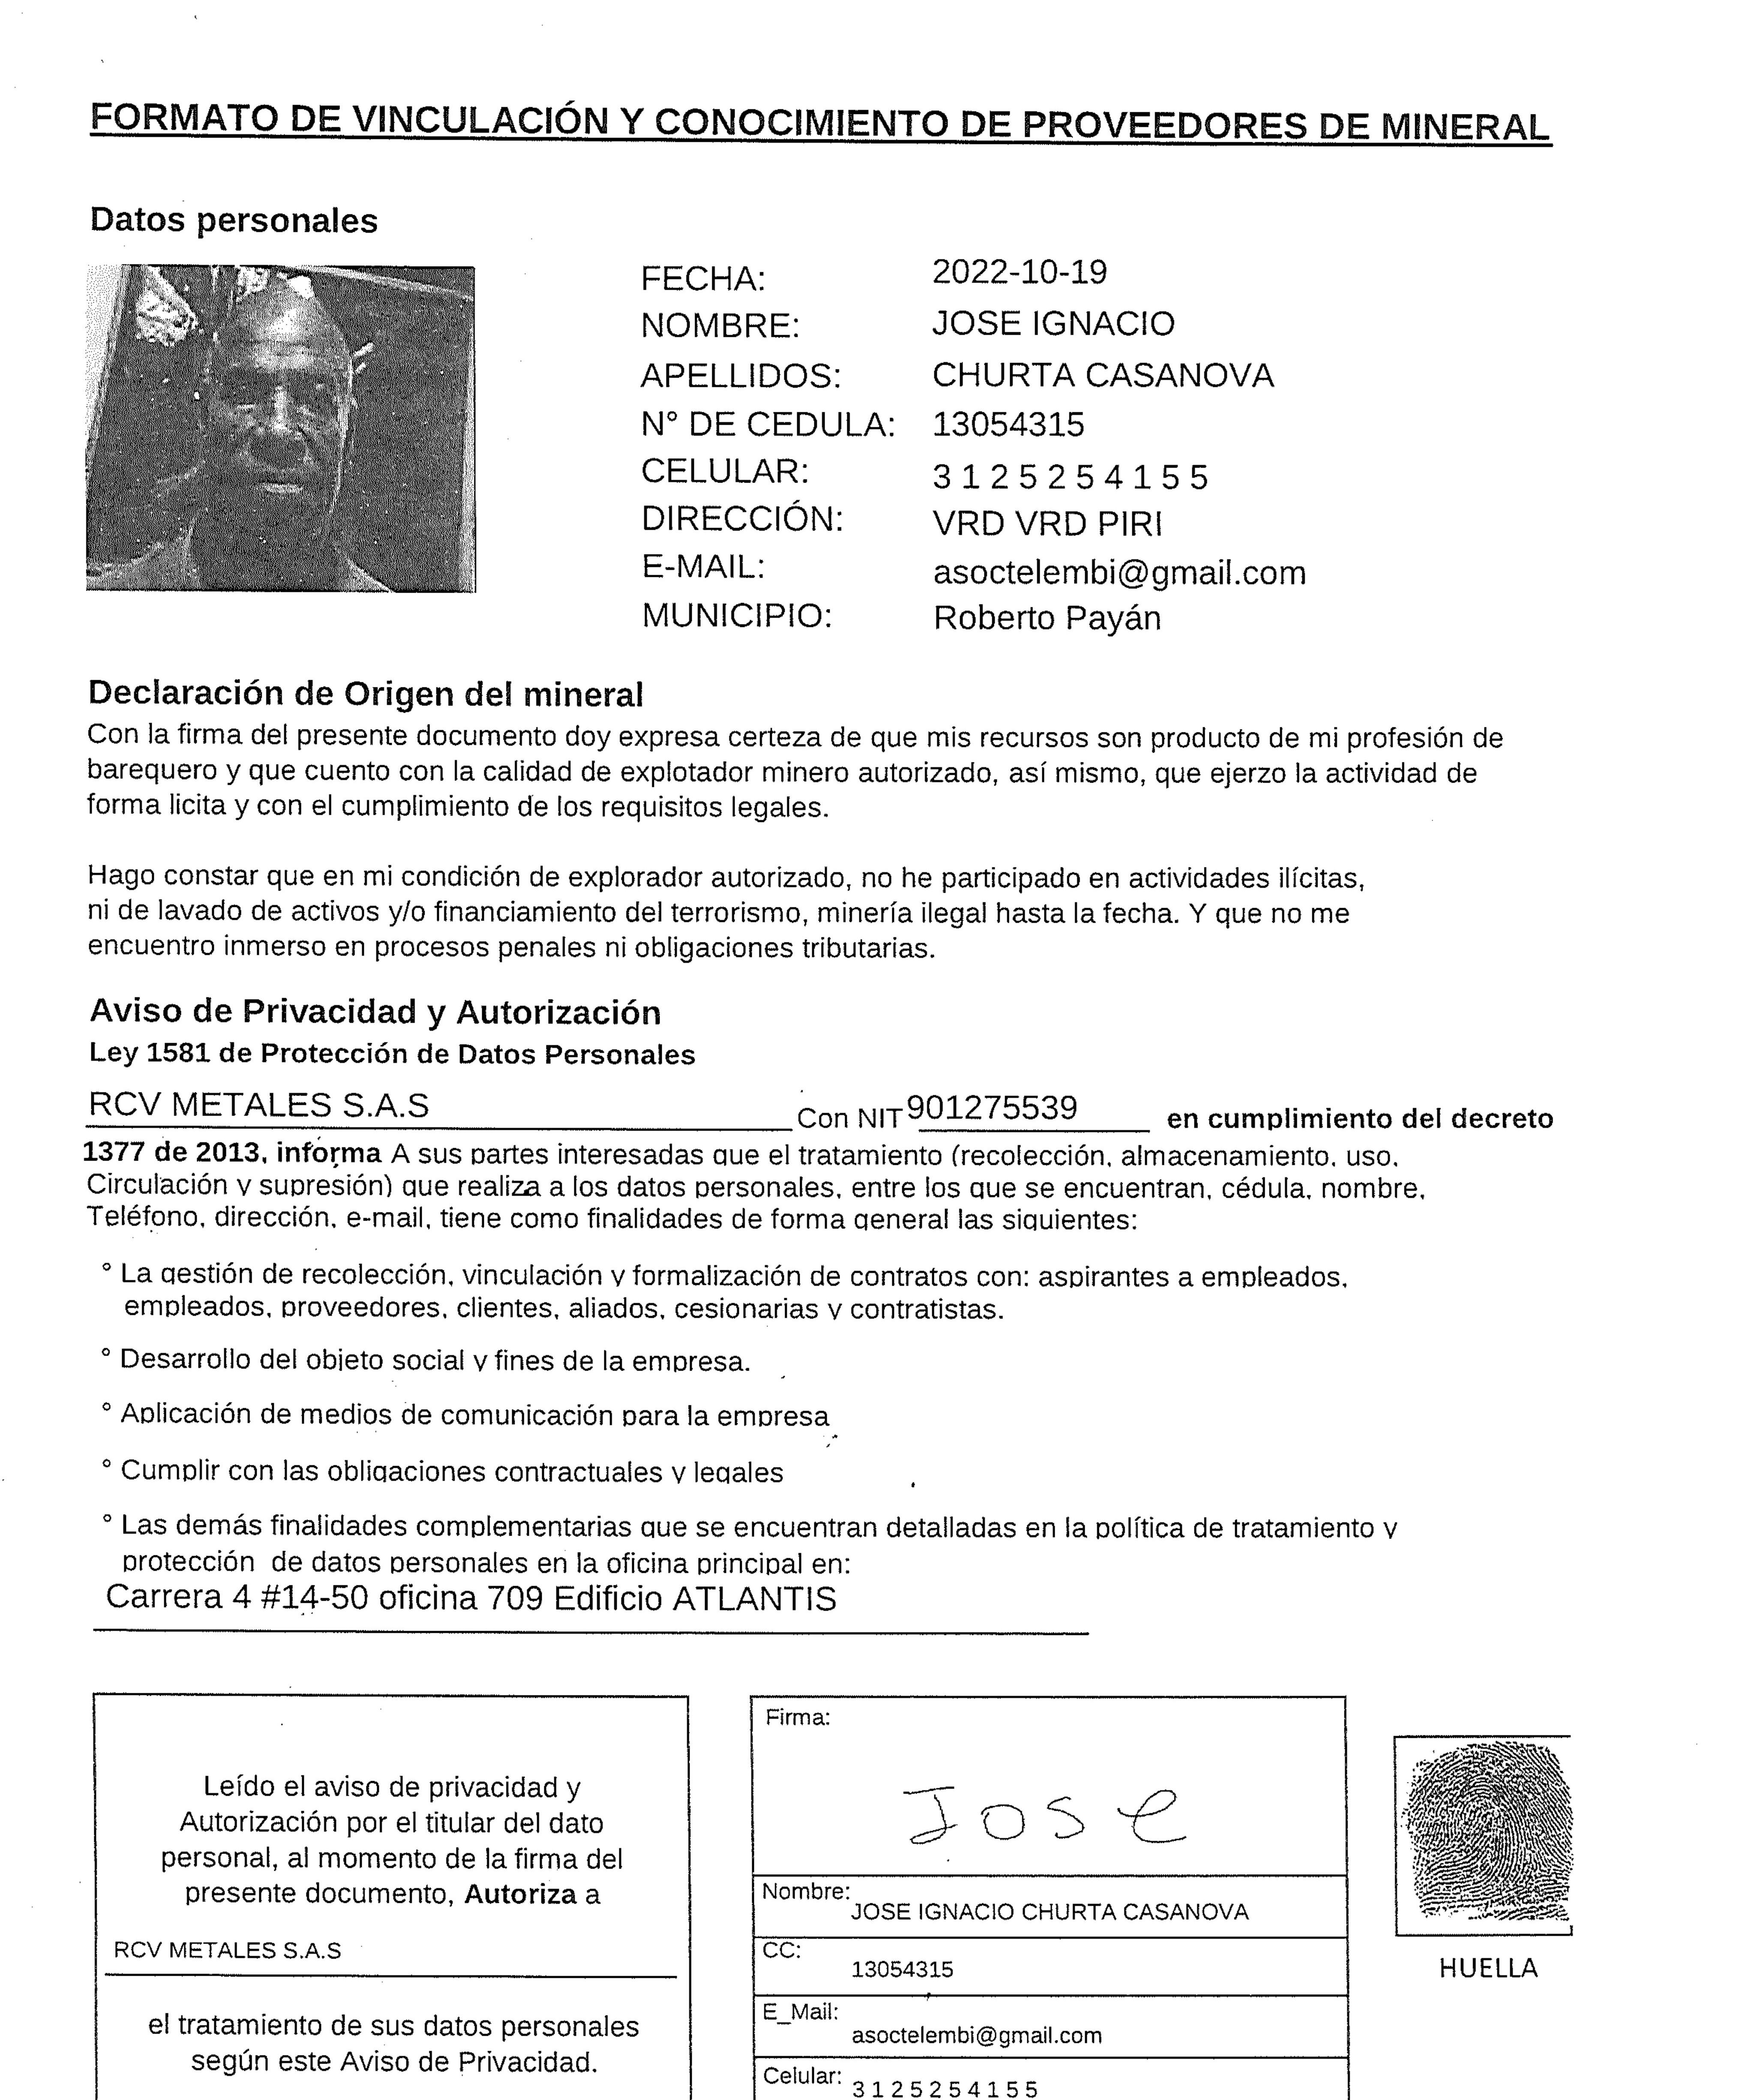 FORMATO DE VINCULACIÓN Y CONOCIMIENTO DE PROVEEDORES DE MINERAL
Datos personales
FECHA: 2022-10-19
NOMBRE: JOSE IGNACIO
APELLIDOS: CHURTA CASANOVA
N° DE CEDULA: 13054315
CELULAR: 3 1 2 5 2 5 4 1 5 5
DIRECCIÓN: VRD VRD PIRI
E-MAIL: asoctelembi@gmail.com
MUNICIPIO: Roberto Payán
Declaración de Origen del mineral
Con la firma del presente documento doy expresa certeza de que mis recursos son producto de mi profesión de
barequero y que cuento con la calidad de explotador minero autorizado, así mismo, que ejerzo la actividad de
forma licita y con el cumplimiento de los requisitos legales.
Hago constar que en mi condición de explorador autorizado, no he participado en actividades ilícitas,
ni de lavado de activos y/o financiamiento del terrorismo, minería ilegal hasta la fecha. Y que no me
encuentro inmerso en procesos penales ni obligaciones tributarias.
Aviso de Privacidad y Autorización
Ley 1581 de Protección de Datos Personales
RCV METALES S.A.S Con NIT 901275539 en cumplimiento del decreto
1377 de 2013, informa A sus partes interesadas que el tratamiento (recolección, almacenamiento, uso,
Circulación y supresión) que realiza a los datos personales, entre los que se encuentran, cédula, nombre,
Teléfono, dirección, e-mail, tiene como finalidades de forma general las siguientes:
° La gestión de recolección, vinculación y formalización de contratos con: aspirantes a empleados,
empleados, proveedores, clientes, aliados, cesionarias y contratistas.
° Desarrollo del objeto social y fines de la empresa.
° Aplicación de medios de comunicación para la empresa
° Cumplir con las obligaciones contractuales y legales
° Las demás finalidades complementarias que se encuentran detalladas en la política de tratamiento y
protección de datos personales en la oficina principal en:
Carrera 4 #14-50 oficina 709 Edificio ATLANTIS
Leído el aviso de privacidad y
Autorización por el titular del dato
personal, al momento de la firma del
presente documento, Autoriza a
RCV METALES S.A.S
el tratamiento de sus datos personales
según este Aviso de Privacidad.
Firma:
Jose
Nombre:
JOSE IGNACIO CHURTA CASANOVA
CC:
13054315
E_Mail:
asoctelembi@gmail.com
Celular: 3 1 2 5 2 5 4 1 5 5
HUELLA